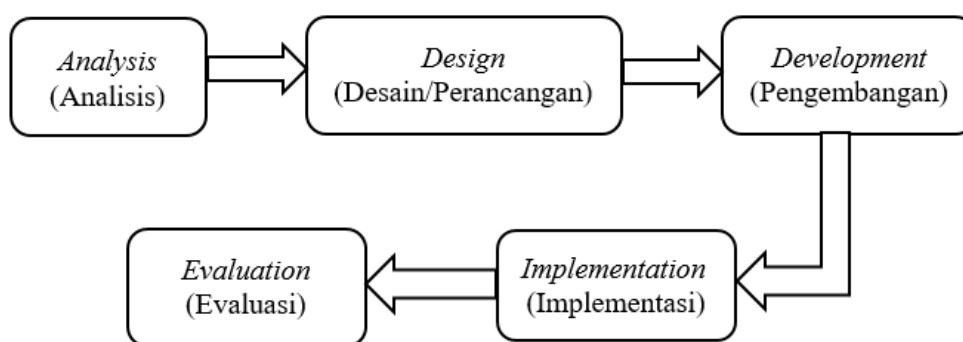 Analysis
(Analisis)
Design
(Desain/Perancangan)
Development
(Pengembangan)
Implementation
(Implementasi)
Evaluation
(Evaluasi)